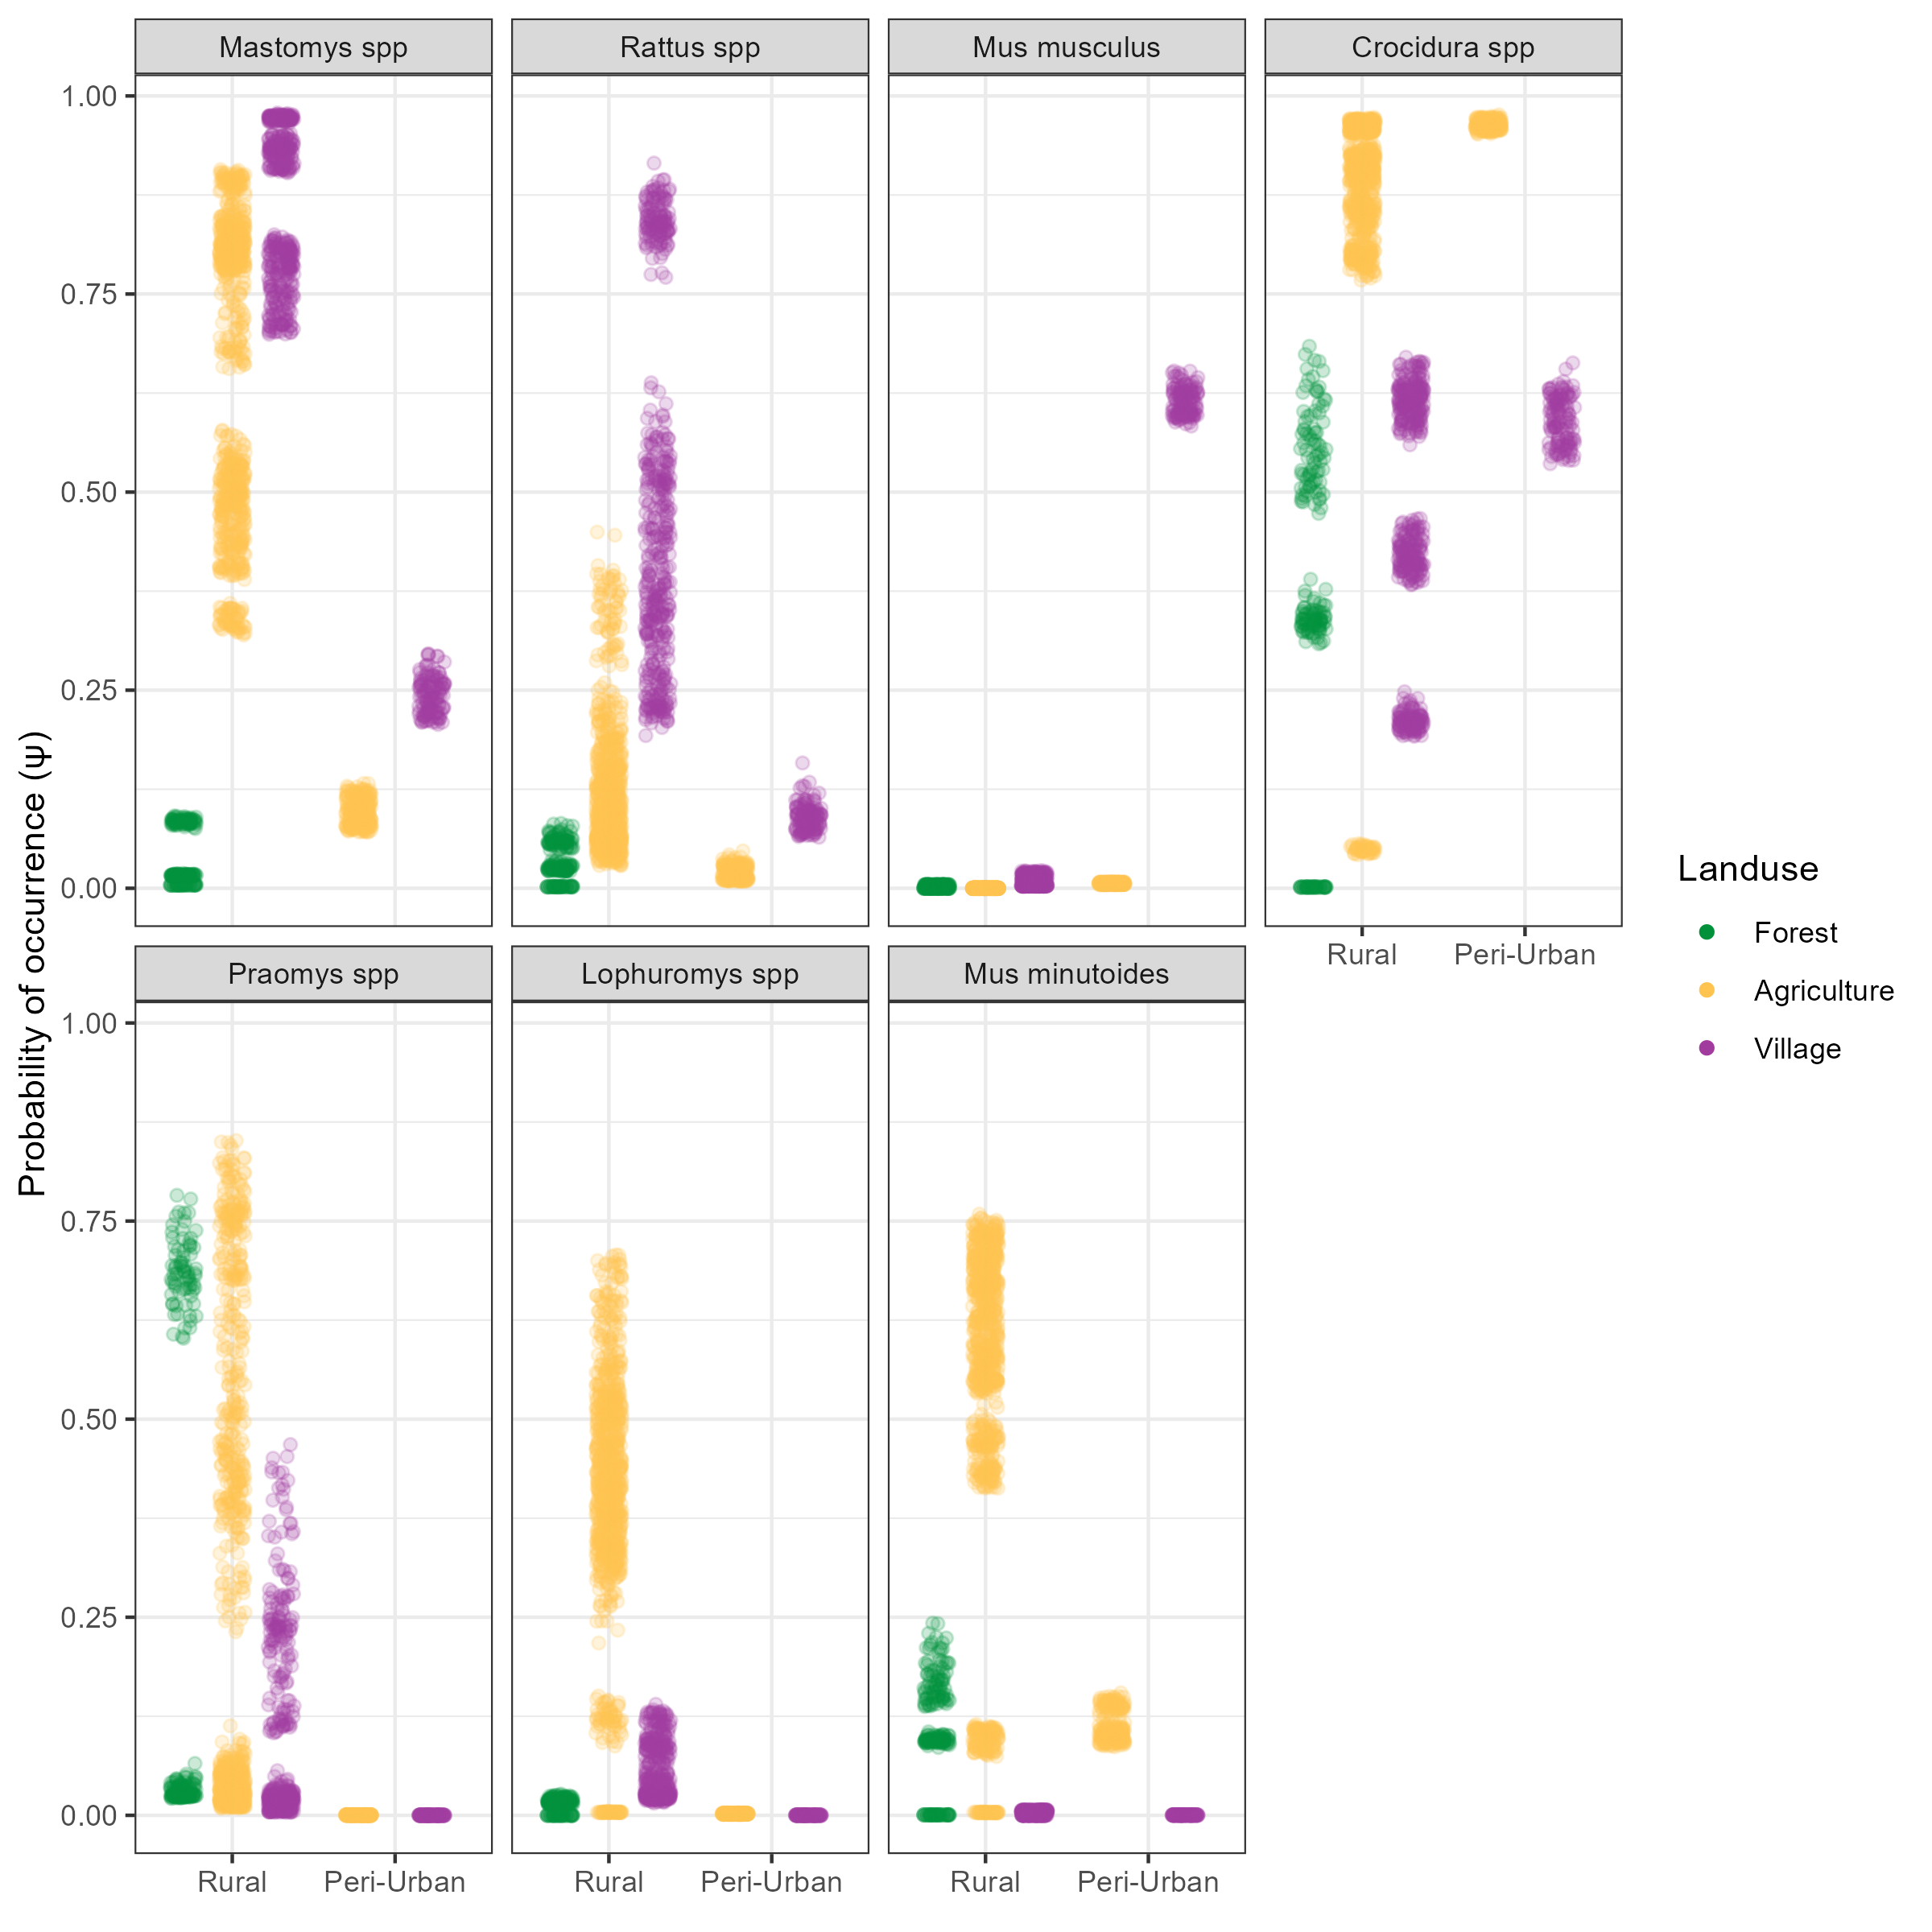 Mastomys spp
Rattus spp
Mus musculus
Crocidura spp
1.00
0.75
0.50
0.25
0.00
Rural
Peri-Urban
Praomys spp
Lophuromys spp
Mus minutoides
1.00
0.75
0.50
0.25
0.00
Rural
Peri-Urban
Rural
Peri-Urban
Rural
Peri-Urban
Probability of occurrence (ψ)
Landuse
Forest
Agriculture
Village